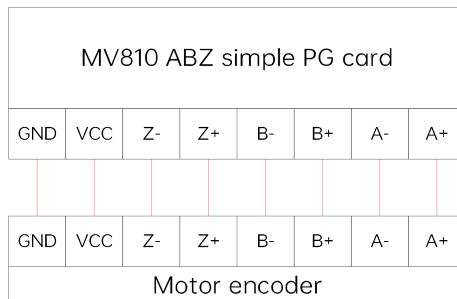 MV810 ABZ simple PG card
GND VCC Z- Z+ B- B+ A- A+
GND VCC Z- Z+ B- B+ A- A+
Motor encoder